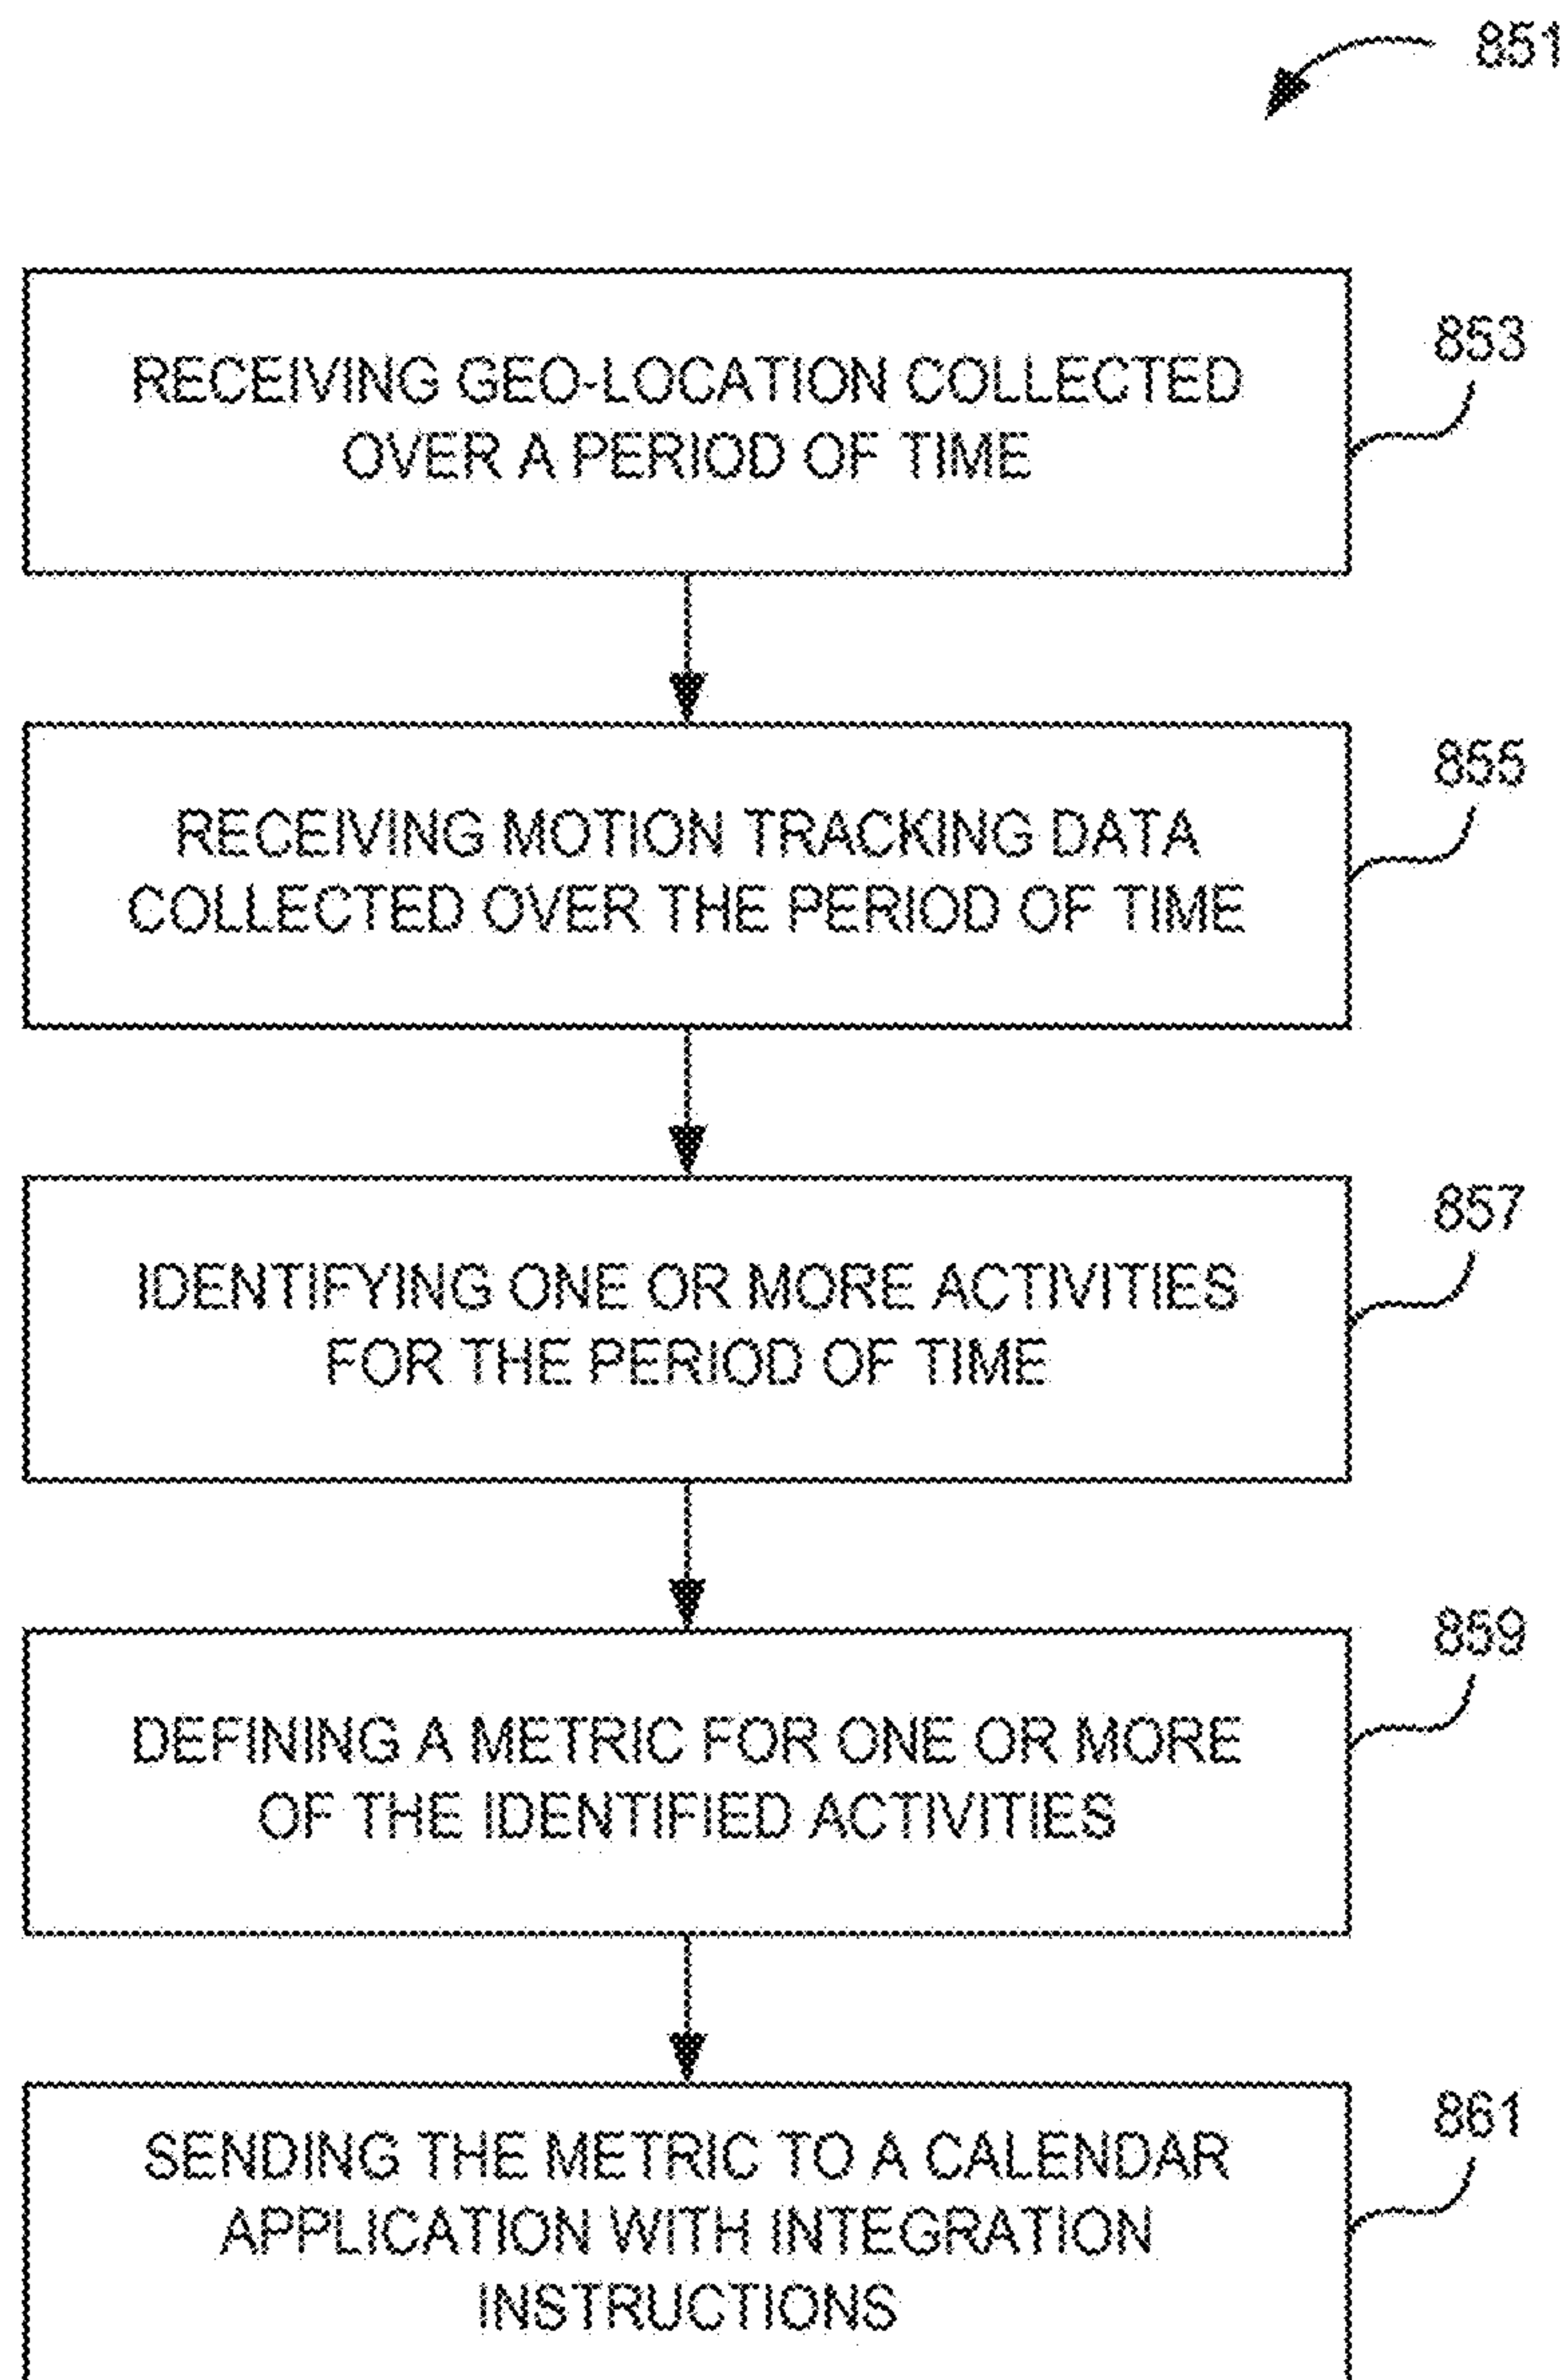 851
RECEIVING GEO-LOCATION COLLECTED
OVER A PERIOD OF TIME
853
RECEIVING MOTION TRACKING DATA
COLLECTED OVER THE PERIOD OF TIME
855
IDENTIFYING ONE OR MORE ACTIVITIES
FOR THE PERIOD OF TIME
857
DEFINING A METRIC FOR ONE OR MORE
OF THE IDENTIFIED ACTIVITIES
859
SENDING THE METRIC TO A CALENDAR
APPLICATION WITH INTEGRATION
INSTRUCTIONS
861